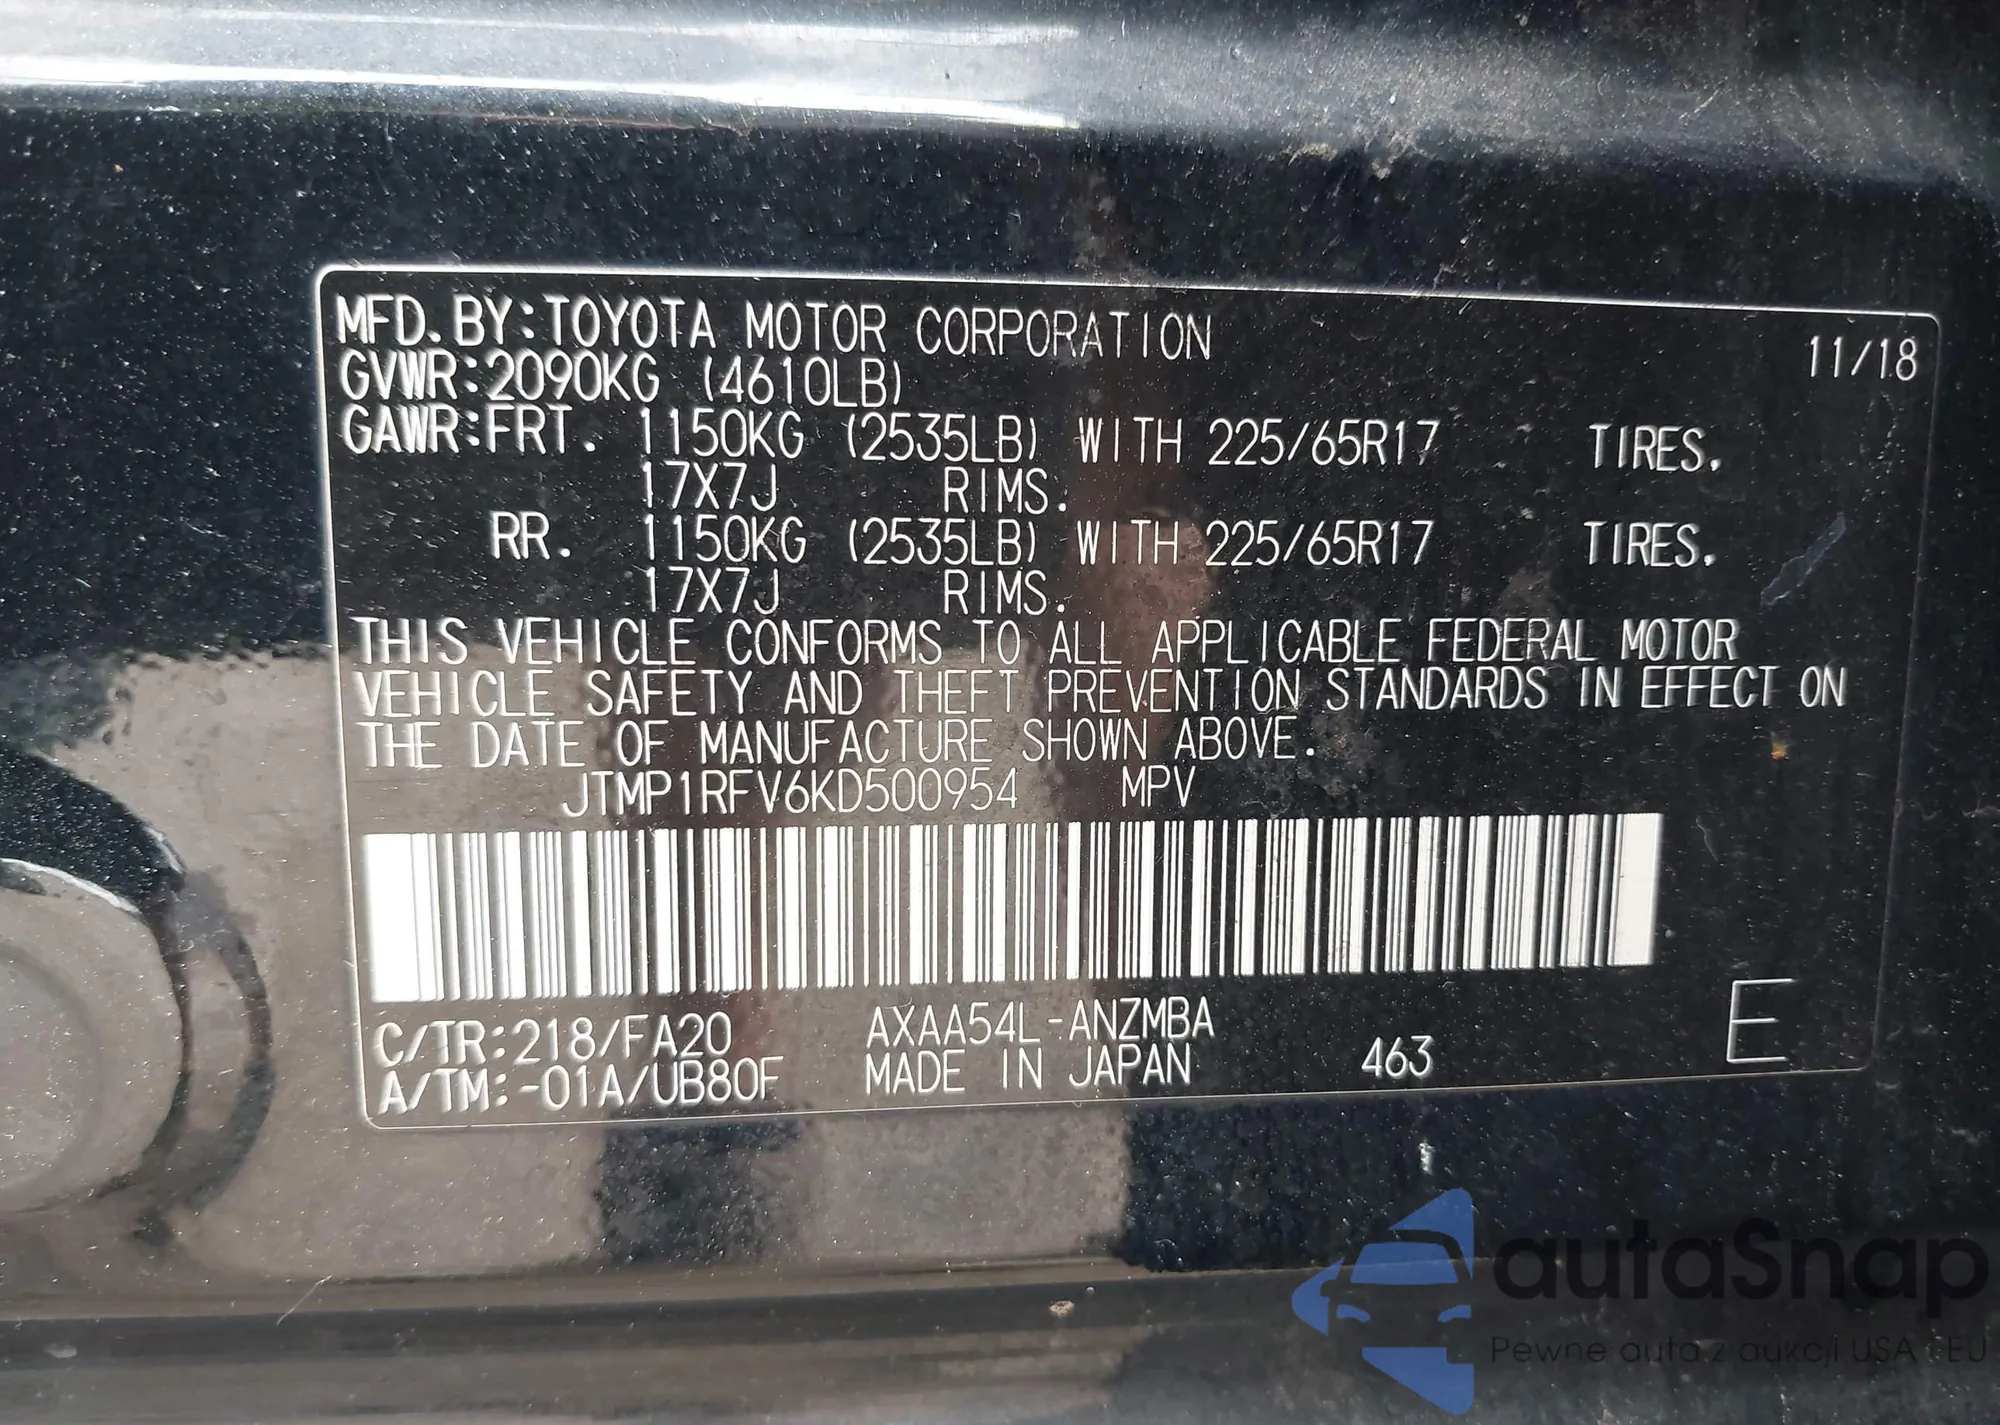 MFD. BY:TOYOTA MOTOR CORPORATION 11/18
GVWR:2090KG (4610LB)
GAWR:FRT. 1150KG (2535LB) WITH 225/65R17 TIRES.
17X7J RIMS.
RR. 1150KG (2535LB) WITH 225/65R17 TIRES.
17X7J RIMS.
THIS VEHICLE CONFORMS TO ALL APPLICABLE FEDERAL MOTOR
VEHICLE SAFETY AND THEFT PREVENTION STANDARDS IN EFFECT ON
THE DATE OF MANUFACTURE SHOWN ABOVE.
JTMP1RFV6KD500954 MPV
C/TR:218/FA20 AXAA54L-ANZMBA
A/TM:-01A/UB80F MADE IN JAPAN 463 E
autaSnap
Pewne auta z aukcji USA i EU